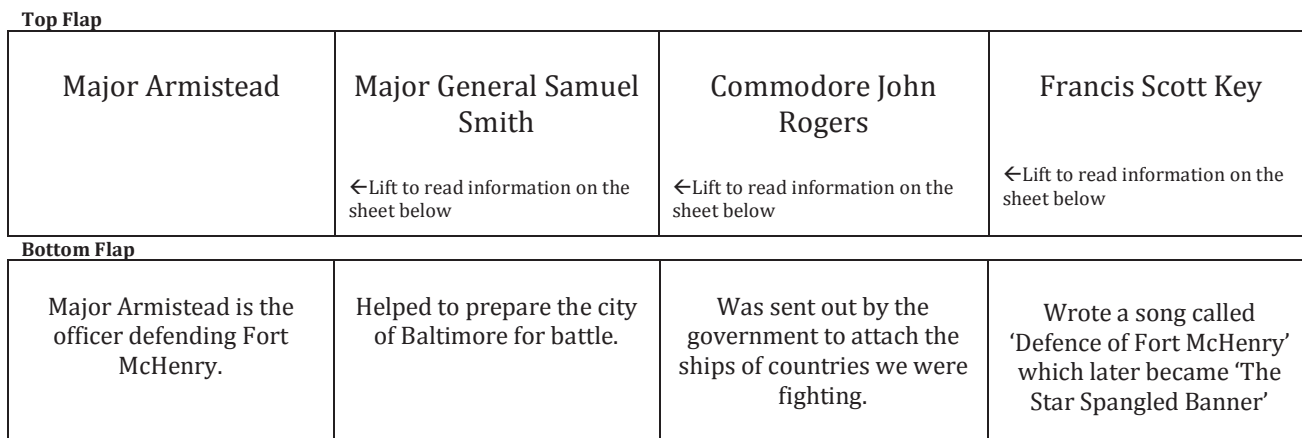 Top Flap
Major Armistead
Major General Samuel
Smith
←Lift to read information on the
sheet below
Commodore John
Rogers
←Lift to read information on the
sheet below
Francis Scott Key
←Lift to read information on the
sheet below
Bottom Flap
Major Armistead is the
officer defending Fort
McHenry.
Helped to prepare the city
of Baltimore for battle.
Was sent out by the
government to attach the
ships of countries we were
fighting.
Wrote a song called
‘Defence of Fort McHenry’
which later became ‘The
Star Spangled Banner’